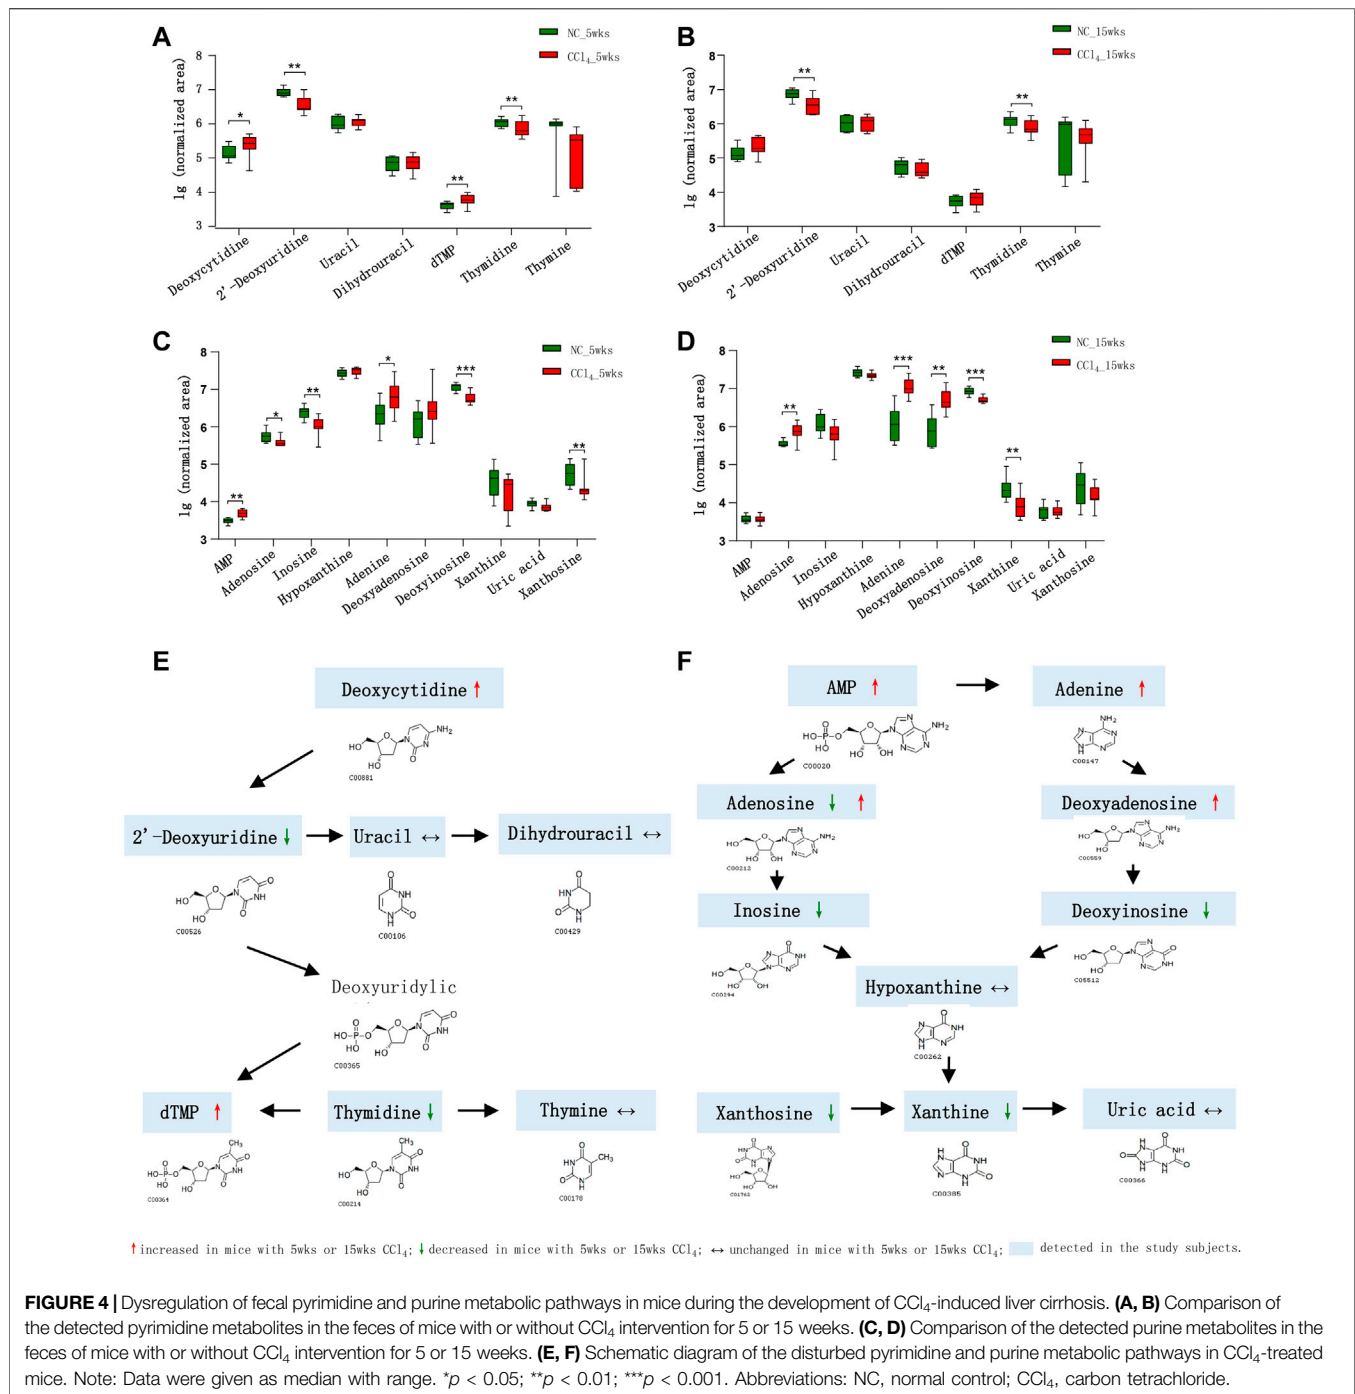 A
lg (normalized area)
8
7
6
5
4
3
NC_5wks
CCl₄_5wks
*
**
**
**
Deoxycytidine
2'-Deoxyuridine
Uracil
Dihydrouracil
dTMP
Thymidine
Thymine
B
lg (normalized area)
8
7
6
5
4
3
NC_15wks
CCl₄_15wks
**
**
Deoxycytidine
2'-Deoxyuridine
Uracil
Dihydrouracil
dTMP
Thymidine
Thymine
C
lg (normalized area)
8
7
6
5
4
3
NC_5wks
CCl₄_5wks
**
*
**
*
***
**
AMP
Adenosine
Inosine
Hypoxanthine
Adenine
Deoxyadenosine
Deoxyinosine
Xanthine
Uric acid
Xanthosine
D
lg (normalized area)
8
7
6
5
4
3
NC_15wks
CCl₄_15wks
**
***
**
***
**
AMP
Adenosine
Inosine
Hypoxanthine
Adenine
Deoxyadenosine
Deoxyinosine
Xanthine
Uric acid
Xanthosine
E
Deoxycytidine ↑
C00881
2'-Deoxyuridine ↓
Uracil ↔
Dihydrouracil ↔
C00526
C00106
C00429
Deoxyuridylic
C00365
dTMP ↑
Thymidine ↓
Thymine ↔
C00364
C00214
C00178
F
AMP ↑
Adenine ↑
C00020
C00147
Adenosine ↓ ↑
Deoxyadenosine ↑
C00212
C00559
Inosine ↓
Deoxyinosine ↓
C00294
C05512
Hypoxanthine ↔
C00262
Xanthosine ↓
Xanthine ↓
Uric acid ↔
C01762
C00385
C00366
↑ increased in mice with 5wks or 15wks CCl₄; ↓ decreased in mice with 5wks or 15wks CCl₄; ↔ unchanged in mice with 5wks or 15wks CCl₄; detected in the study subjects.
FIGURE 4 | Dysregulation of fecal pyrimidine and purine metabolic pathways in mice during the development of CCl₄-induced liver cirrhosis. (A, B) Comparison of
the detected pyrimidine metabolites in the feces of mice with or without CCl₄ intervention for 5 or 15 weeks. (C, D) Comparison of the detected purine metabolites in the
feces of mice with or without CCl₄ intervention for 5 or 15 weeks. (E, F) Schematic diagram of the disturbed pyrimidine and purine metabolic pathways in CCl₄-treated
mice. Note: Data were given as median with range. *p < 0.05; **p < 0.01; ***p < 0.001. Abbreviations: NC, normal control; CCl₄, carbon tetrachloride.